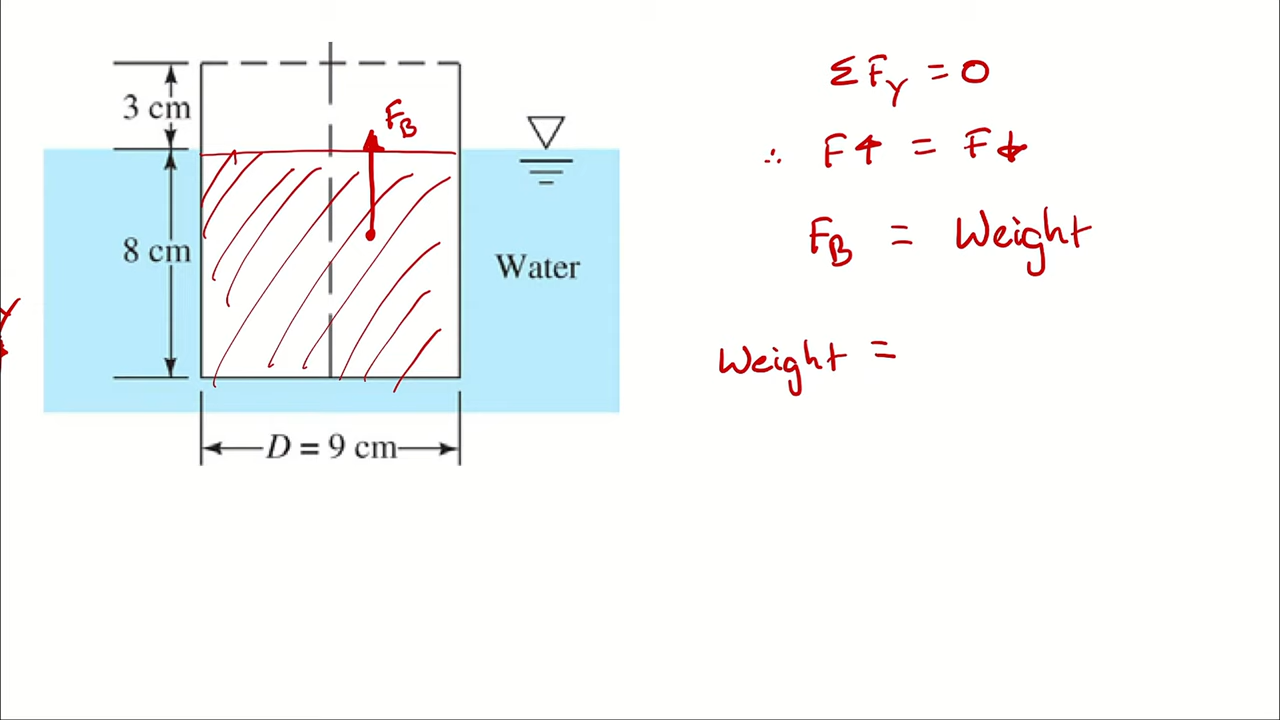 3 cm
F_B
8 cm
Water
D = 9 cm
ΣF_Y = 0
∴ F↑ = F↓
F_B = Weight
Weight =